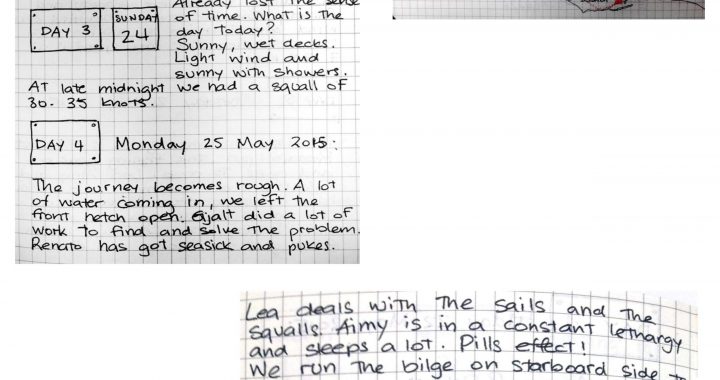 Already lost the sense
DAY 3
SUNDAY
24
of time. What is the
day today?
Sunny, wet decks.
Light wind and
sunny with showers.
At late midnight we had a squall of
30-35 knots.
DAY 4
Monday 25 May 2015:
The journey becomes rough. A lot
of water coming in, we left the
front hetch open. Gjalt did a lot of
work to find and solve the problem.
Renato has got seasick and pukes.
Lea deals with the sails and the
squalls. Aimy is in a constant lethargy
and sleeps a lot. Pills effect!
We run the bilge on starboard side